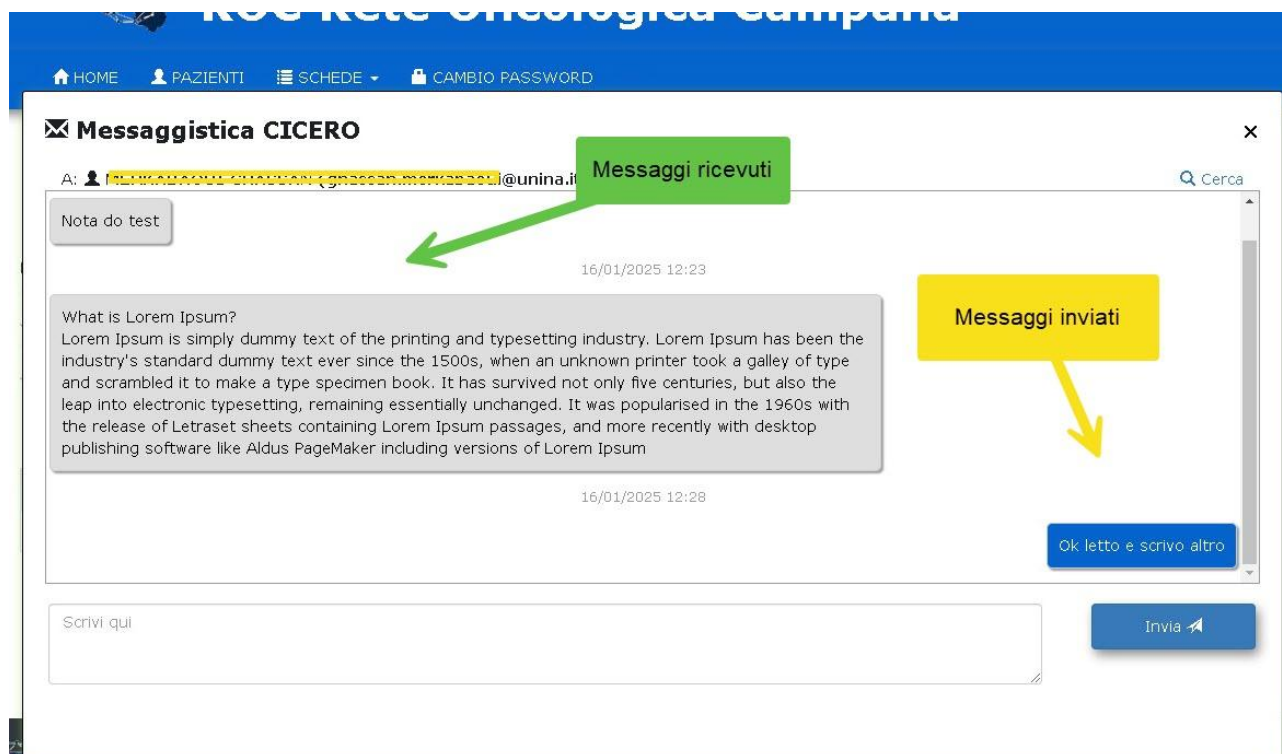 ROC Rete Oncologica Campana
HOME PAZIENTI SCHEDE CAMBIO PASSWORD
Messaggistica CICERO
×
Messaggi ricevuti
A: @unina.it
Cerca
Nota do test
16/01/2025 12:23
What is Lorem Ipsum?
Lorem Ipsum is simply dummy text of the printing and typesetting industry. Lorem Ipsum has been the
industry's standard dummy text ever since the 1500s, when an unknown printer took a galley of type
and scrambled it to make a type specimen book. It has survived not only five centuries, but also the
leap into electronic typesetting, remaining essentially unchanged. It was popularised in the 1960s with
the release of Letraset sheets containing Lorem Ipsum passages, and more recently with desktop
publishing software like Aldus PageMaker including versions of Lorem Ipsum
Messaggi inviati
16/01/2025 12:28
Ok letto e scrivo altro
Scrivi qui
Invia